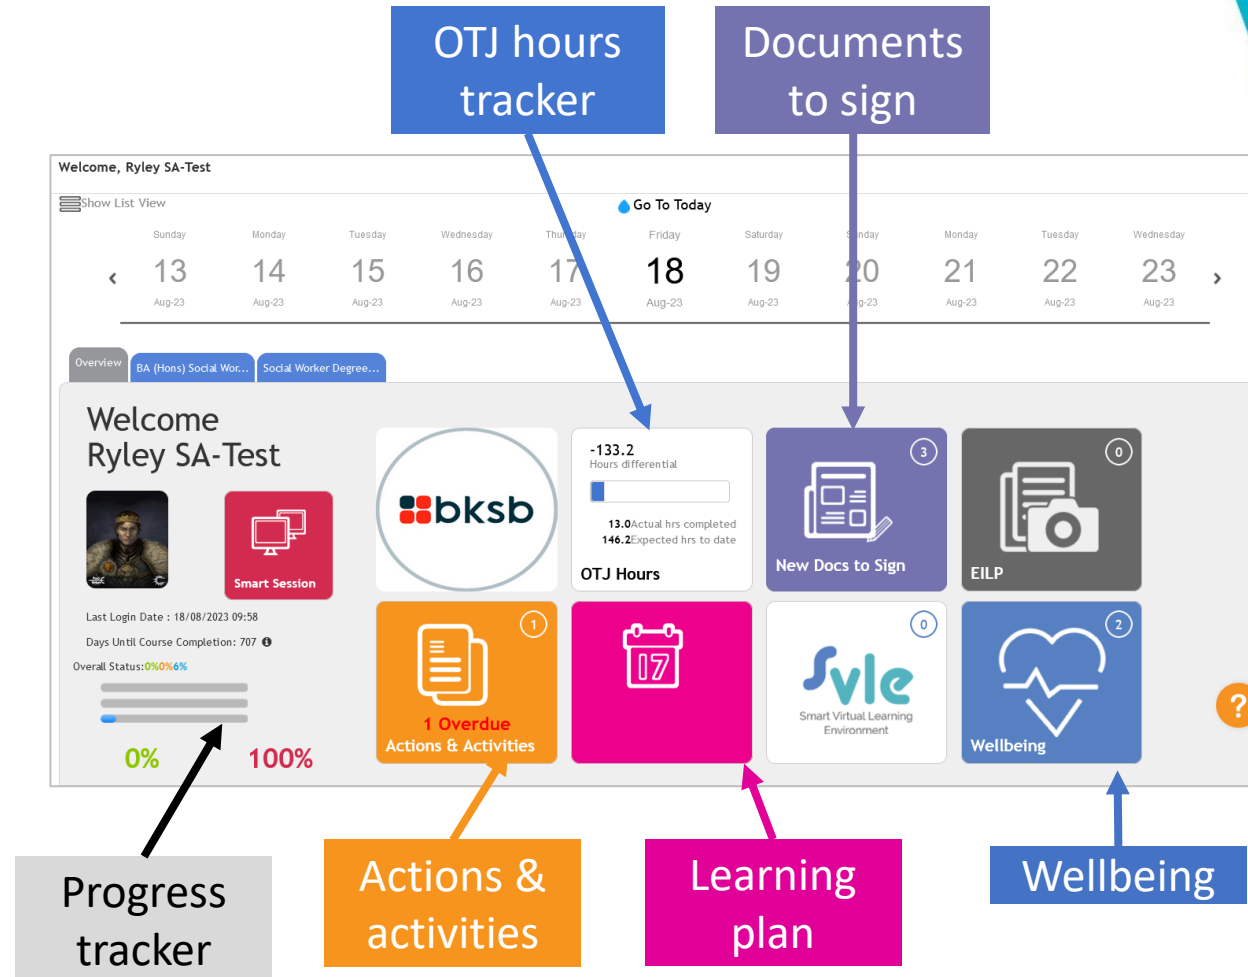 OTJ hours
tracker
Documents
to sign
Welcome, Ryley SA-Test
Show List View
Go To Today
Sunday Monday Tuesday Wednesday Friday Saturday Monday Tuesday Wednesday
‹ 13 14 15 16 17 18 19 20 21 22 23 ›
Aug-23 Aug-23 Aug-23 Aug-23 Aug-23 Aug-23 Aug-23 Aug-23 Aug-23 Aug-23
Overview BA (Hons) Social Wor... Social Worker Degree...
Welcome
Ryley SA-Test
Smart Session
Last Login Date : 18/08/2023 09:58
Days Until Course Completion: 707
Overall Status:0%0%6%
0% 100%
bksb
-133.2
Hours differential
13.0Actual hrs completed
146.2Expected hrs to date
OTJ Hours
3
New Docs to Sign
0
EILP
1
1 Overdue
Actions & Activities
17
0
Svle
Smart Virtual Learning
Environment
2
Wellbeing
?
Progress
tracker
Actions &
activities
Learning
plan
Wellbeing